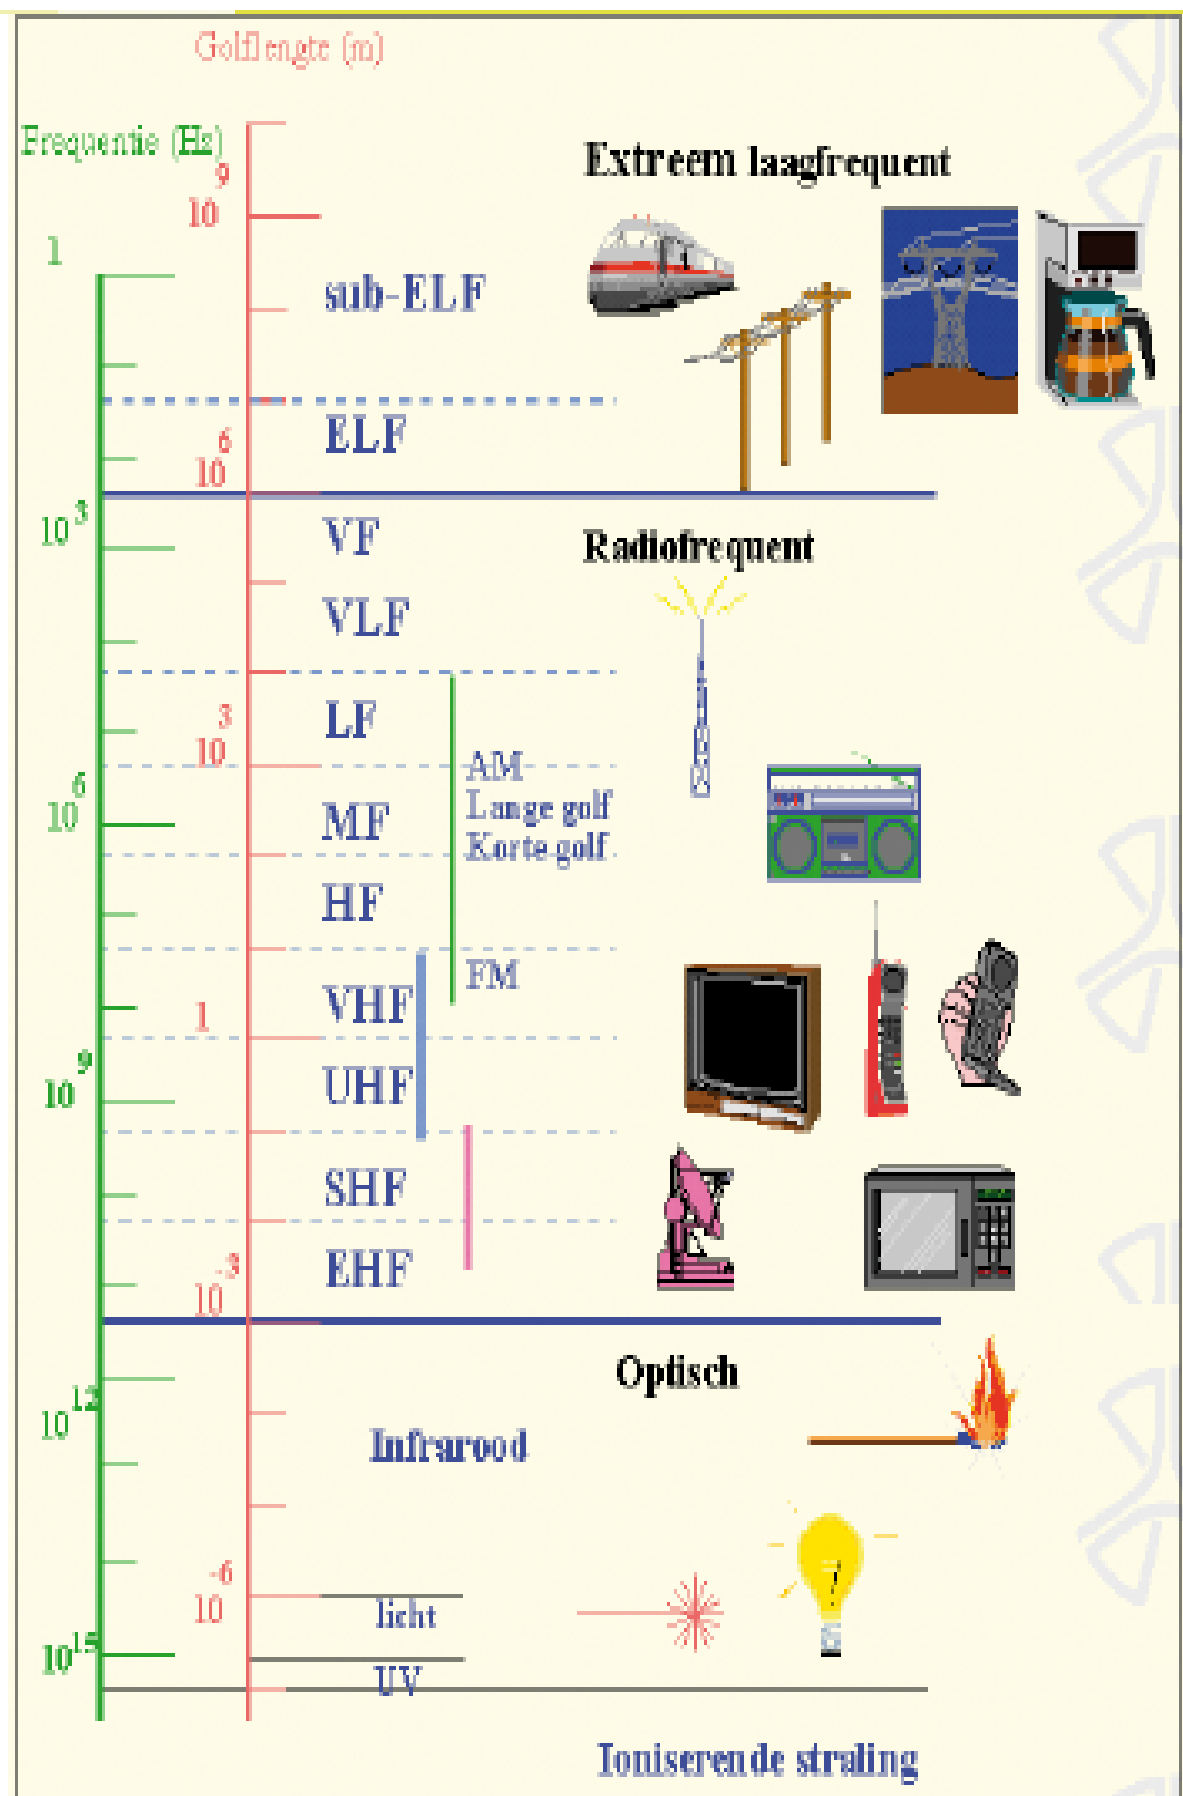 Golflengte (m)
Frequentie (Hz)
10⁹
Extreem laagfrequent
1
sub-ELF
ELF
10⁶
10³
VF
Radiofrequent
VLF
LF
10³
AM
Lange golf
Korte golf
10⁶
MF
HF
FM
VHF
1
10⁹
UHF
SHF
EHF
10⁻³
Optisch
10¹²
Infrarood
10⁻⁶
licht
10¹⁵
UV
Ioniserende straling